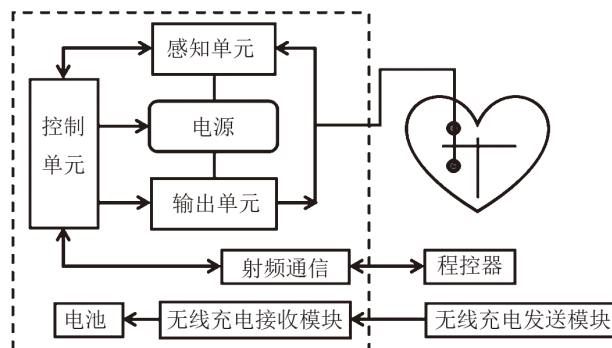 感知单元
控制
单元
电源
输出单元
射频通信
程控器
电池
无线充电接收模块
无线充电发送模块